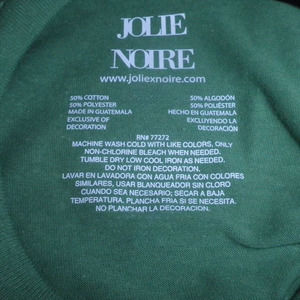 JOLIE
NOIRE
www.joliexnoire.com
50% COTTON
50% POLYESTER
MADE IN GUATEMALA
EXCLUSIVE OF
DECORATION
50% ALGODÓN
50% POLIÉSTER
HECHO EN GUATEMALA
EXCLUYENDO LA
DECORACIÓN
RN# 77272
MACHINE WASH COLD WITH LIKE COLORS, ONLY
NON-CHLORINE BLEACH WHEN NEEDED.
TUMBLE DRY LOW COOL IRON AS NEEDED.
DO NOT IRON DECORATION.
LAVAR EN LAVADORA CON AGUA FRIA CON COLORES
SIMILARES, USAR BLANQUEADOR SIN CLORO
CUANDO SEA NECESARIO; SECAR A BAJA
TEMPERATURA. PLANCHA FRIA SI SE NECESITA.
NO PLANCHAR LA DECORACION.